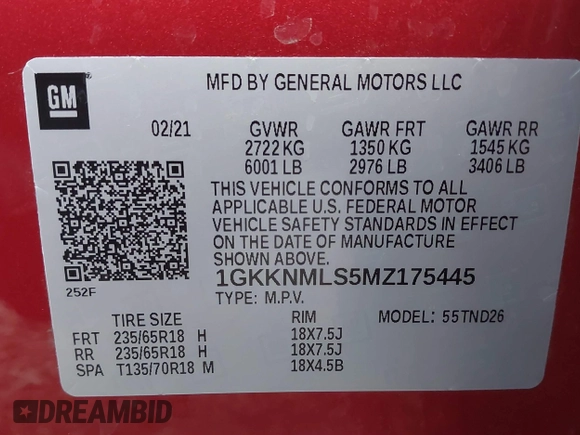 GM
MFD BY GENERAL MOTORS LLC
02/21 GVWR GAWR FRT GAWR RR
2722 KG 1350 KG 1545 KG
6001 LB 2976 LB 3406 LB
THIS VEHICLE CONFORMS TO ALL
APPLICABLE U.S. FEDERAL MOTOR
VEHICLE SAFETY STANDARDS IN EFFECT
ON THE DATE OF MANUFACTURE
SHOWN ABOVE.
252F
1GKKNMLS5MZ175445
TYPE: M.P.V.
TIRE SIZE RIM MODEL: 55TND26
FRT 235/65R18 H 18X7.5J
RR 235/65R18 H 18X7.5J
SPA T135/70R18 M 18X4.5B
DREAMBID